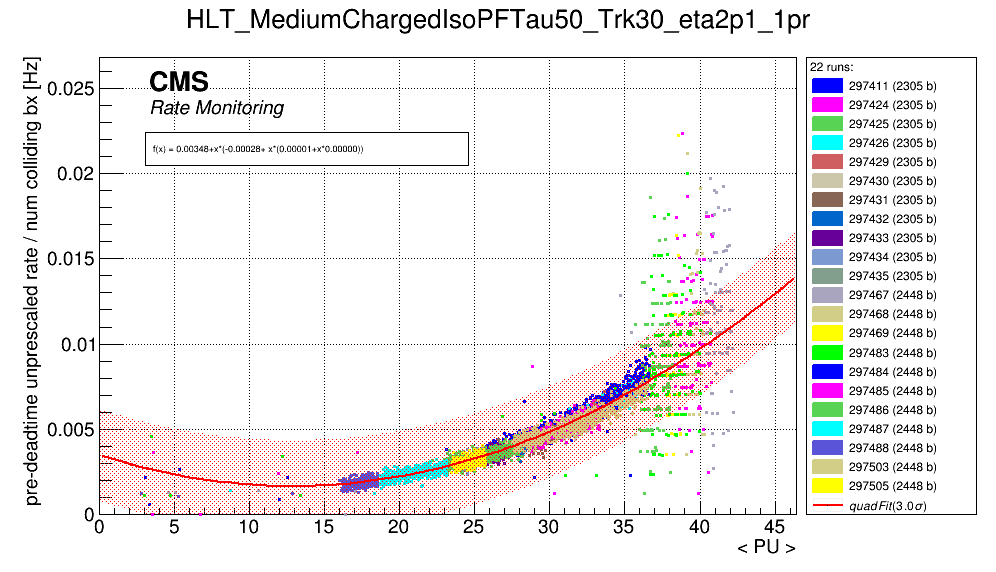 HLT_MediumChargedIsoPFTau50_Trk30_eta2p1_1pr
pre-deadtime unprescaled rate / num colliding bx [Hz]
0.025
0.02
0.015
0.01
0.005
0
CMS
Rate Monitoring
f(x) = 0.00348+x*(-0.00028+ x*(0.00001+x*0.00000))
0 5 10 15 20 25 30 35 40 45
< PU >
22 runs:
297411 (2305 b)
297424 (2305 b)
297425 (2305 b)
297426 (2305 b)
297429 (2305 b)
297430 (2305 b)
297431 (2305 b)
297432 (2305 b)
297433 (2305 b)
297434 (2305 b)
297435 (2305 b)
297467 (2448 b)
297468 (2448 b)
297469 (2448 b)
297483 (2448 b)
297484 (2448 b)
297485 (2448 b)
297486 (2448 b)
297487 (2448 b)
297488 (2448 b)
297503 (2448 b)
297505 (2448 b)
quadFit(3.0σ)